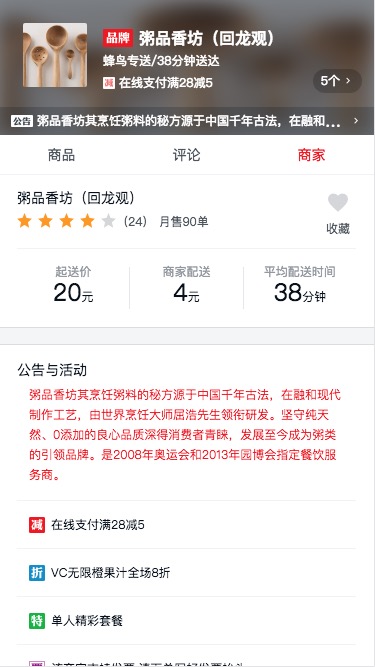 品牌 粥品香坊（回龙观）
蜂鸟专送/38分钟送达
减 在线支付满28减5
5个 >
公告 粥品香坊其烹饪粥料的秘方源于中国千年古法，在融和... >
商品 评论 商家
粥品香坊（回龙观）
(24) 月售90单
收藏
起送价 商家配送 平均配送时间
20元 4元 38分钟
公告与活动
粥品香坊其烹饪粥料的秘方源于中国千年古法，在融和现代
制作工艺，由世界烹饪大师屈浩先生领衔研发。坚守纯天
然、0添加的良心品质深得消费者青睐，发展至今成为粥类
的引领品牌。是2008年奥运会和2013年园博会指定餐饮服
务商。
减 在线支付满28减5
折 VC无限橙果汁全场8折
特 单人精彩套餐